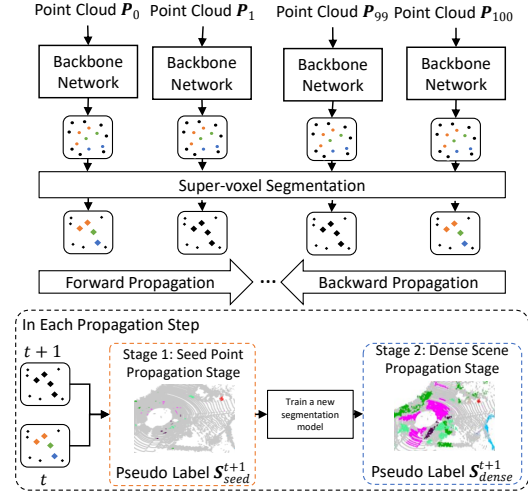 Point Cloud P₀ Point Cloud P₁ Point Cloud P₉₉ Point Cloud P₁₀₀
Backbone Network Backbone Network Backbone Network Backbone Network
Super-voxel Segmentation
Forward Propagation ... Backward Propagation
In Each Propagation Step
t + 1
t
Stage 1: Seed Point
Propagation Stage
Pseudo Label S_{seed}^{t+1}
Train a new
segmentation
model
Stage 2: Dense Scene
Propagation Stage
Pseudo Label S_{dense}^{t+1}